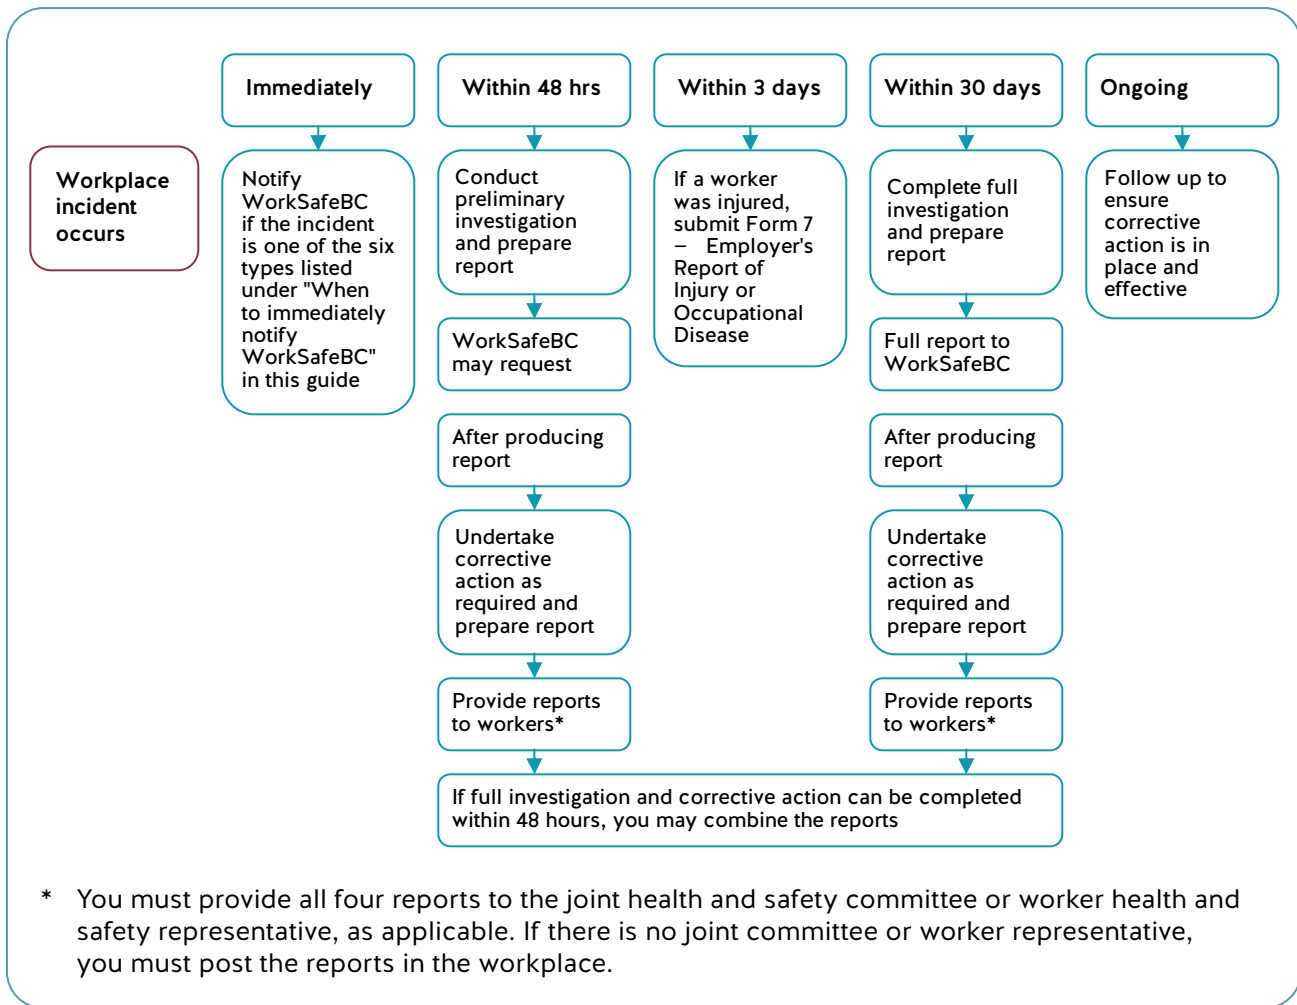 Immediately
Within 48 hrs
Within 3 days
Within 30 days
Ongoing
Workplace
incident
occurs
Notify
WorkSafeBC
if the incident
is one of the six
types listed
under "When
to immediately
notify
WorkSafeBC"
in this guide
Conduct
preliminary
investigation
and prepare
report
WorkSafeBC
may request
After producing
report
Undertake
corrective
action as
required and
prepare report
Provide reports
to workers*
If a worker
was injured,
submit Form 7
– Employer's
Report of
Injury or
Occupational
Disease
Complete full
investigation
and prepare
report
Full report to
WorkSafeBC
After producing
report
Undertake
corrective
action as
required and
prepare report
Provide reports
to workers*
Follow up to
ensure
corrective
action is in
place and
effective
If full investigation and corrective action can be completed
within 48 hours, you may combine the reports
* You must provide all four reports to the joint health and safety committee or worker health and
safety representative, as applicable. If there is no joint committee or worker representative,
you must post the reports in the workplace.